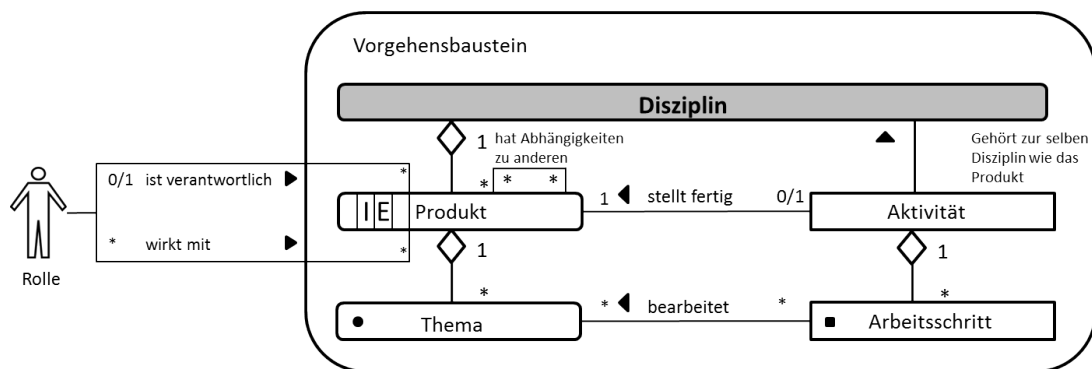 Vorgehensbaustein
Disziplin
1
hat Abhängigkeiten
zu anderen
Gehört zur selben
Disziplin wie das
Produkt
0/1 ist verantwortlich
*
*
* *
I E Produkt
1
stellt fertig
0/1
Aktivität
* wirkt mit
*
1
1
Rolle
*
*
Thema
*
bearbeitet
*
Arbeitsschritt